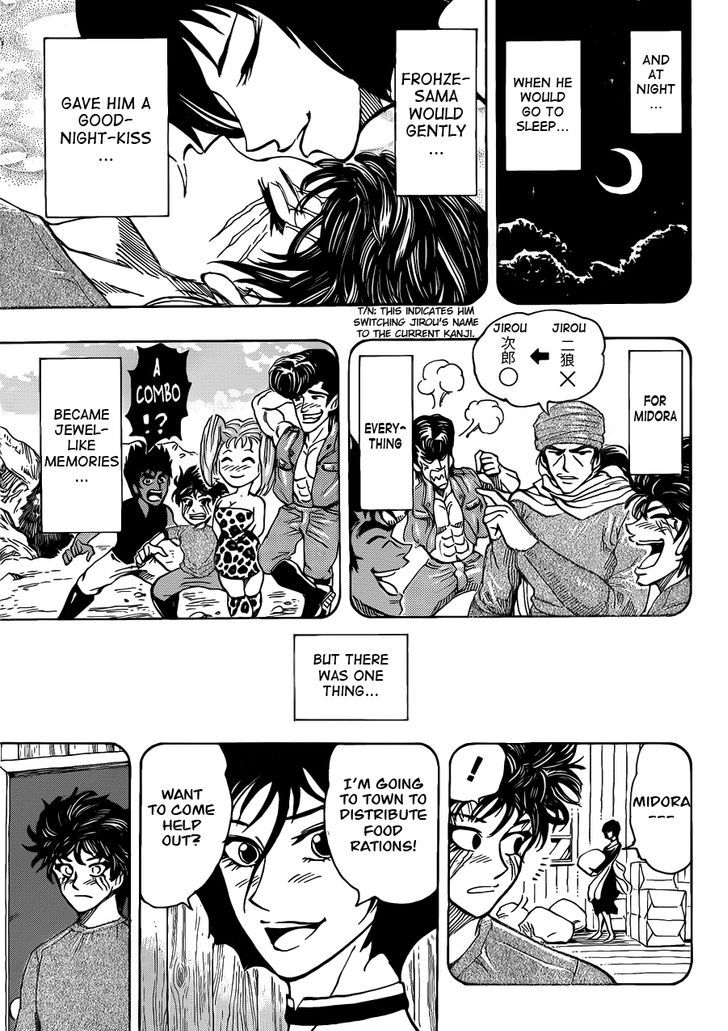 AND
AT
NIGHT
...
WHEN HE
WOULD
GO TO
SLEEP...
FROHZE-
SAMA
WOULD
GENTLY
...
GAVE HIM A
GOOD-
NIGHT-KISS
...
T/N: THIS INDICATES HIM
SWITCHING JIROU'S NAME
TO THE CURRENT KANJI.
FOR
MIDORA
JIROU
二狼
×
←
JIROU
次郎
○
EVERY-
THING
A
COMBO
!?
BECAME
JEWEL-
LIKE
MEMORIES
...
BUT THERE
WAS ONE
THING...
MIDORA
---
!
I'M GOING
TO TOWN TO
DISTRIBUTE
FOOD
RATIONS!
WANT
TO COME
HELP
OUT?